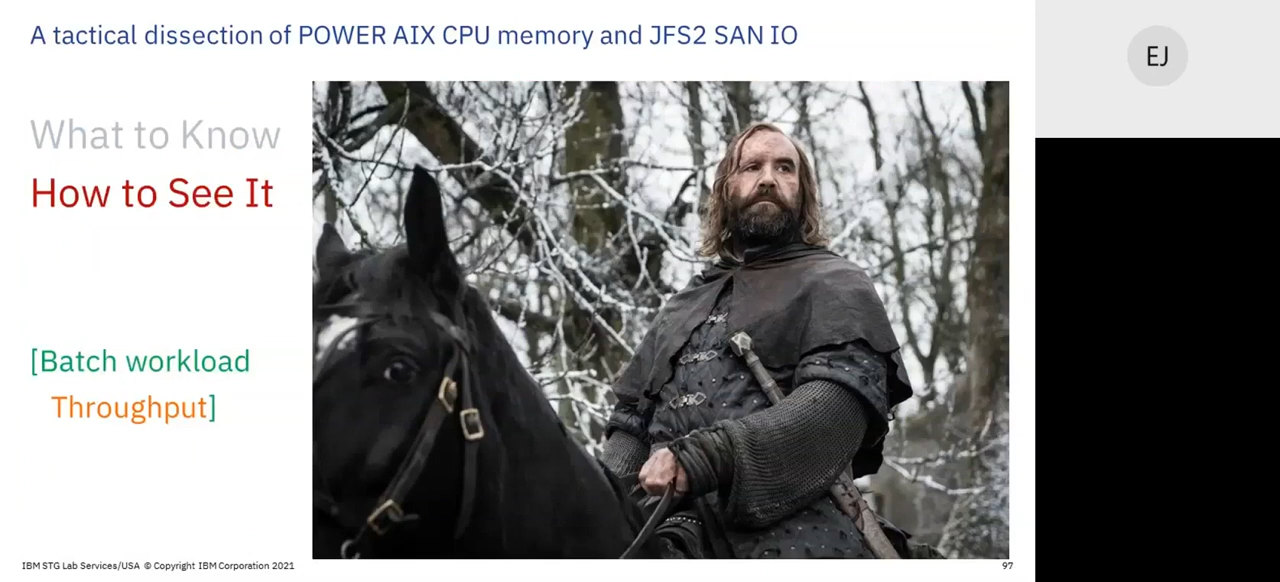 A tactical dissection of POWER AIX CPU memory and JFS2 SAN IO
EJ
What to Know
How to See It
[Batch workload
Throughput]
IBM STG Lab Services/USA © Copyright IBM Corporation 2021
97